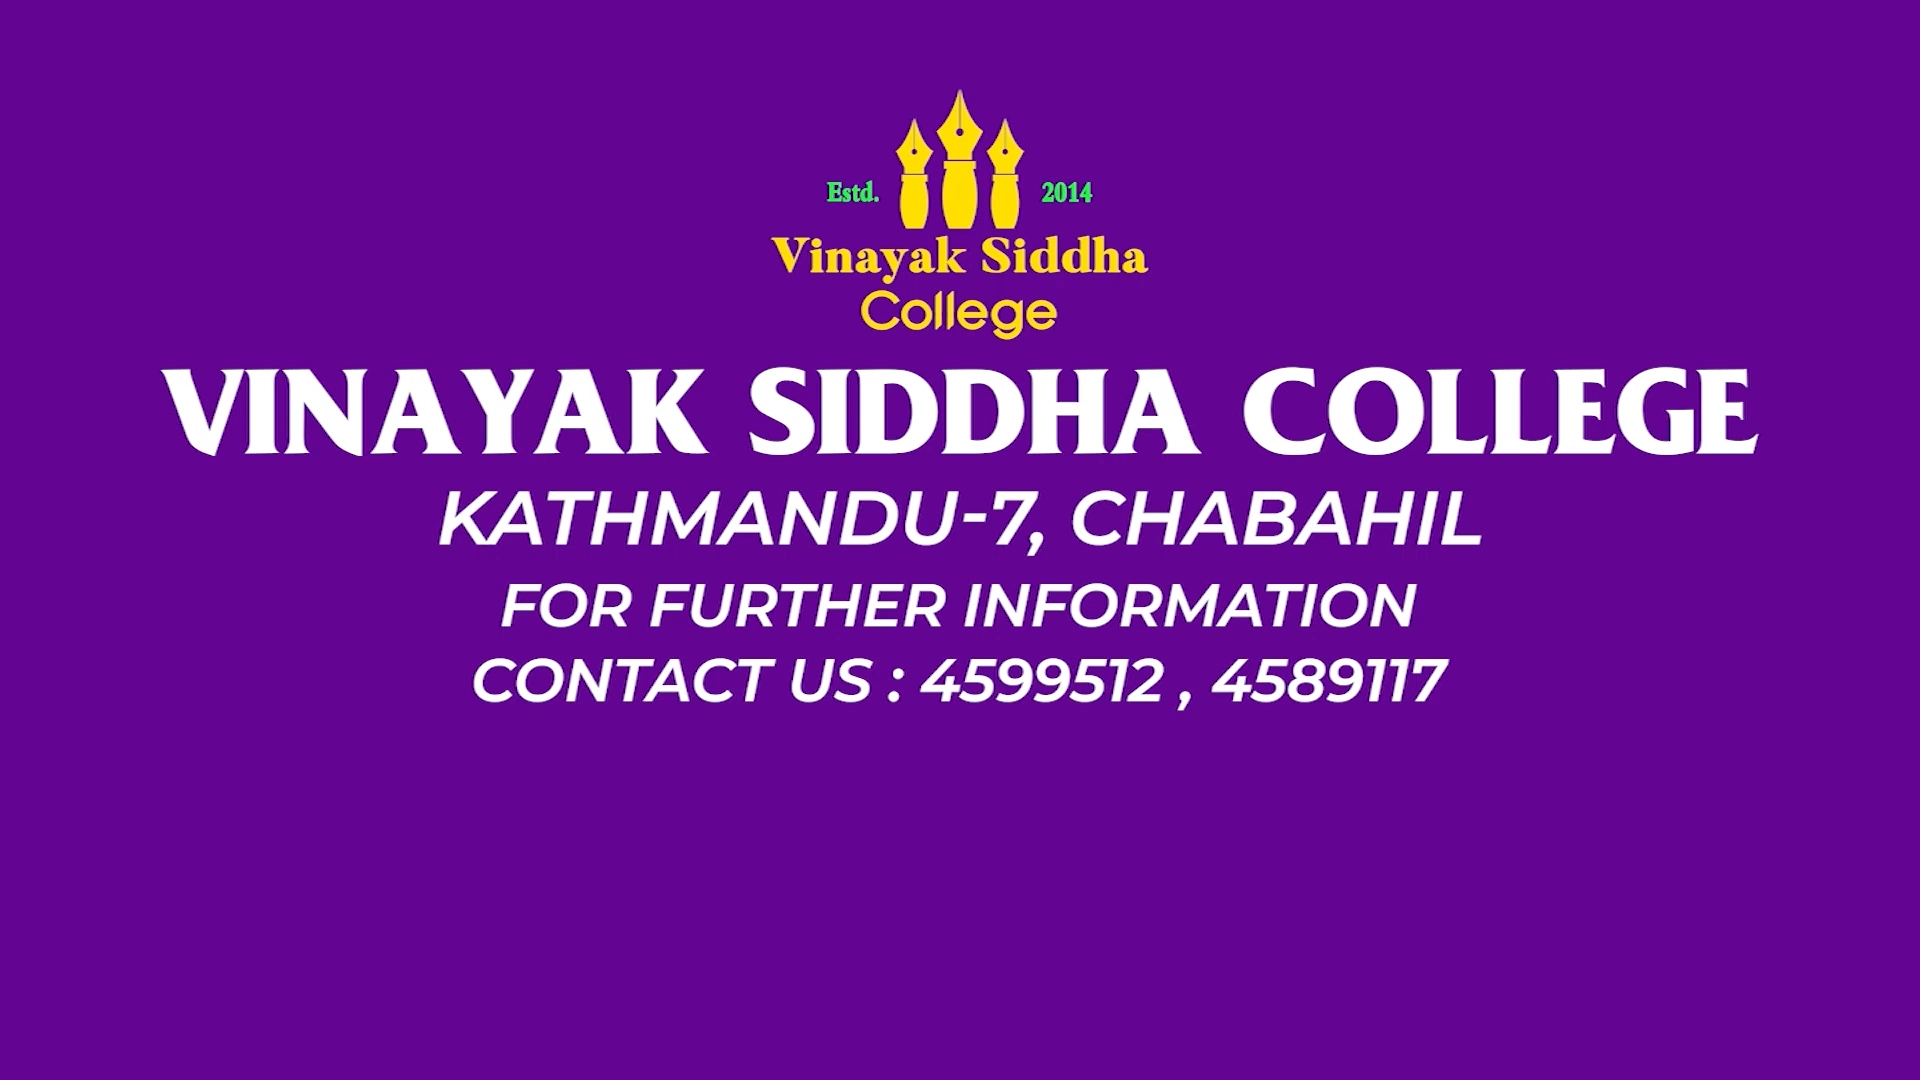 Estd. 2014
Vinayak Siddha
College
VINAYAK SIDDHA COLLEGE
KATHMANDU-7, CHABAHIL
FOR FURTHER INFORMATION
CONTACT US : 4599512 , 4589117